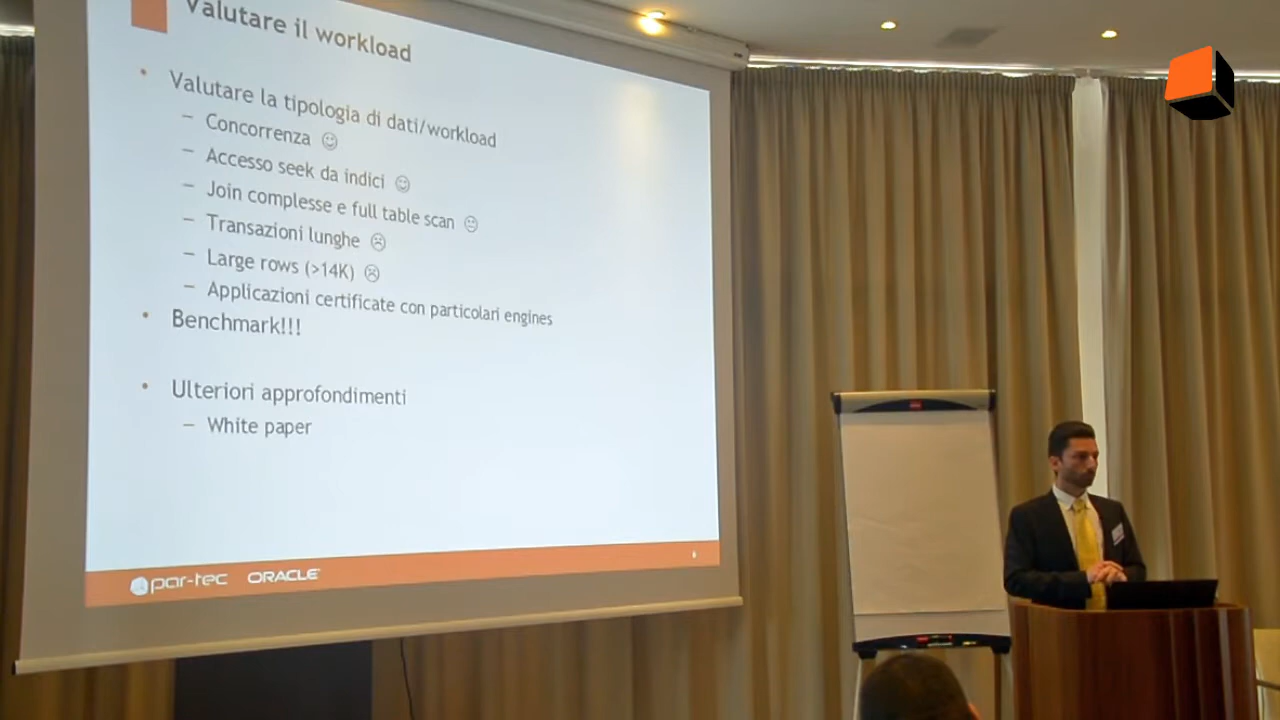 Valutare il workload
• Valutare la tipologia di dati/workload
– Concorrenza ☺
– Accesso seek da indici ☺
– Join complesse e full table scan 😐
– Transazioni lunghe ☹
– Large rows (>14K) ☹
– Applicazioni certificate con particolari engines
• Benchmark!!!
• Ulteriori approfondimenti
– White paper
par-tec ORACLE